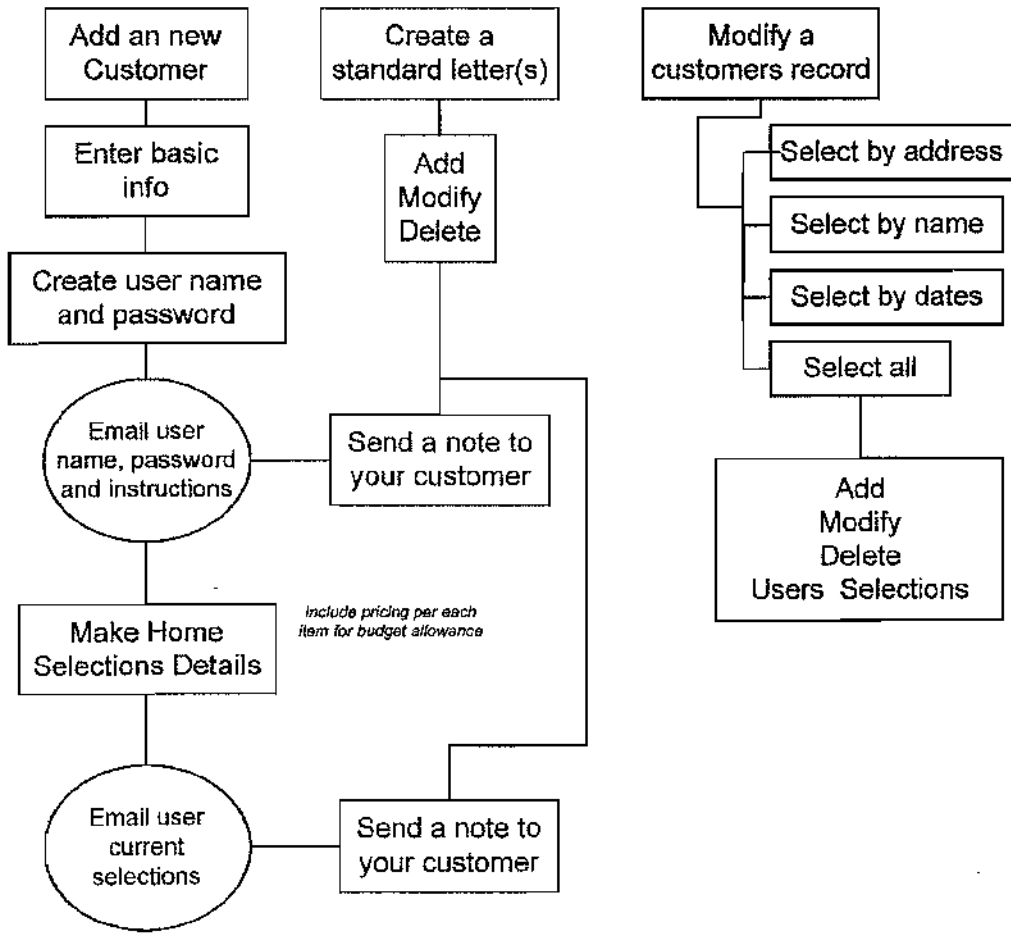 Add an new
Customer
Enter basic
info
Create user name
and password
Email user
name, password
and instructions
Make Home
Selections Details
Email user
current
selections
Create a
standard letter(s)
Add
Modify
Delete
Send a note to
your customer
Include pricing per each
item for budget allowance
Send a note to
your customer
Modify a
customers record
Select by address
Select by name
Select by dates
Select all
Add
Modify
Delete
Users Selections